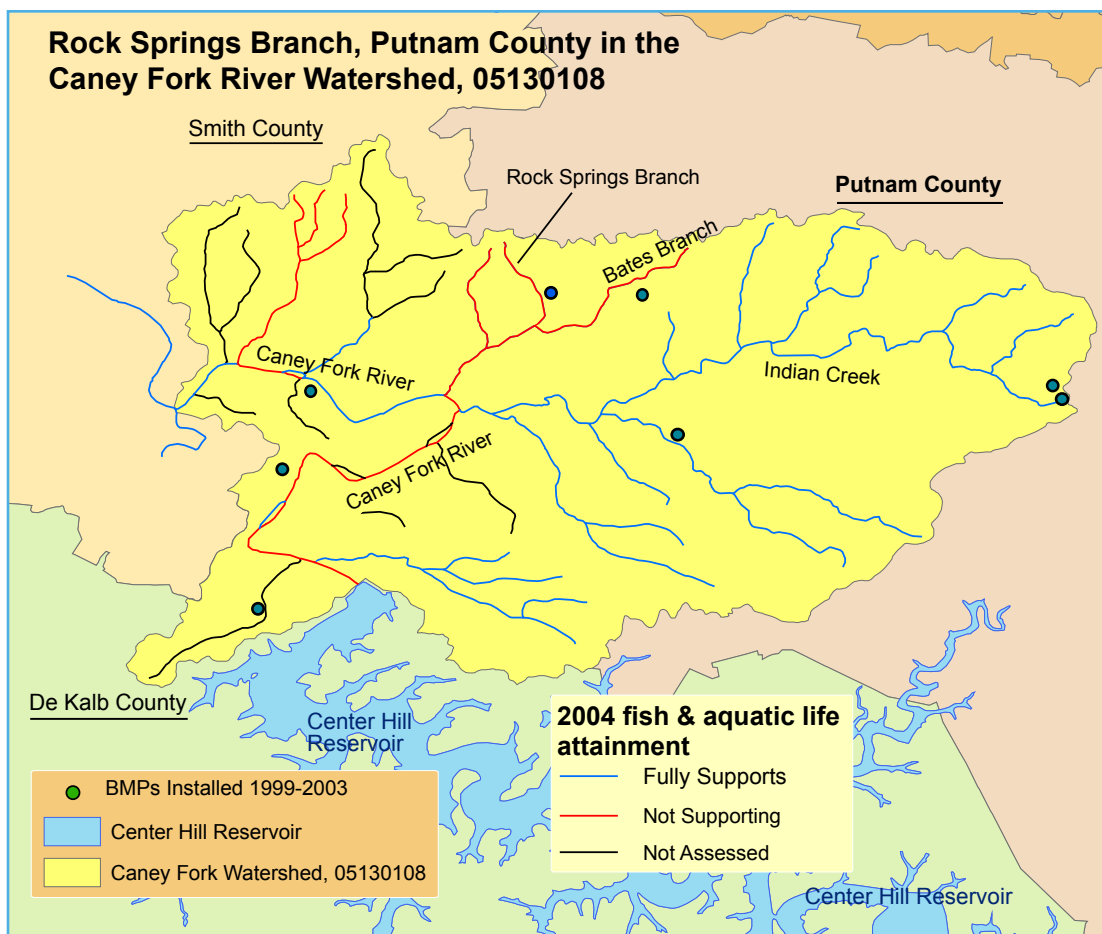 Rock Springs Branch, Putnam County in the
Caney Fork River Watershed, 05130108
Smith County
Rock Springs Branch
Putnam County
Bates Branch
Caney Fork River
Indian Creek
Caney Fork River
De Kalb County
Center Hill
Reservoir
2004 fish & aquatic life
attainment
Fully Supports
Not Supporting
Not Assessed
BMPs Installed 1999-2003
Center Hill Reservoir
Caney Fork Watershed, 05130108
Center Hill Reservoir